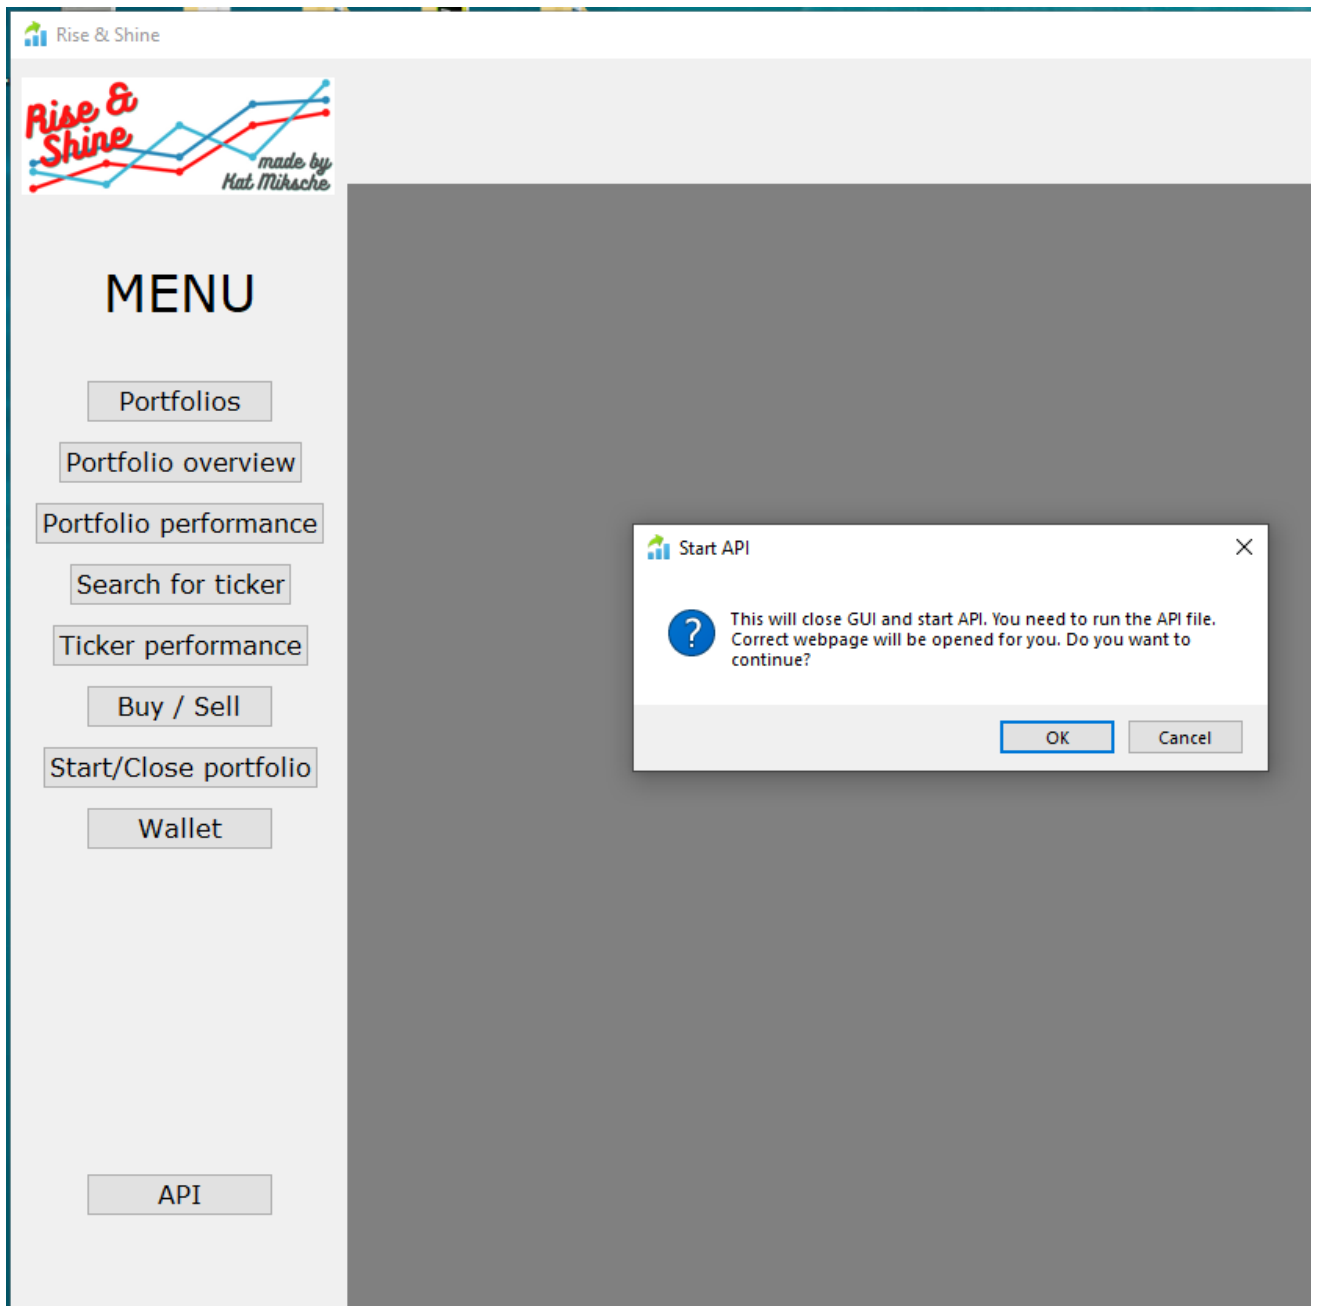 Rise & Shine
Rise &
Shine
made by
Kat Miksche
MENU
Portfolios
Portfolio overview
Portfolio performance
Search for ticker
Ticker performance
Buy / Sell
Start/Close portfolio
Wallet
API
Start API
This will close GUI and start API. You need to run the API file.
Correct webpage will be opened for you. Do you want to
continue?
OK
Cancel